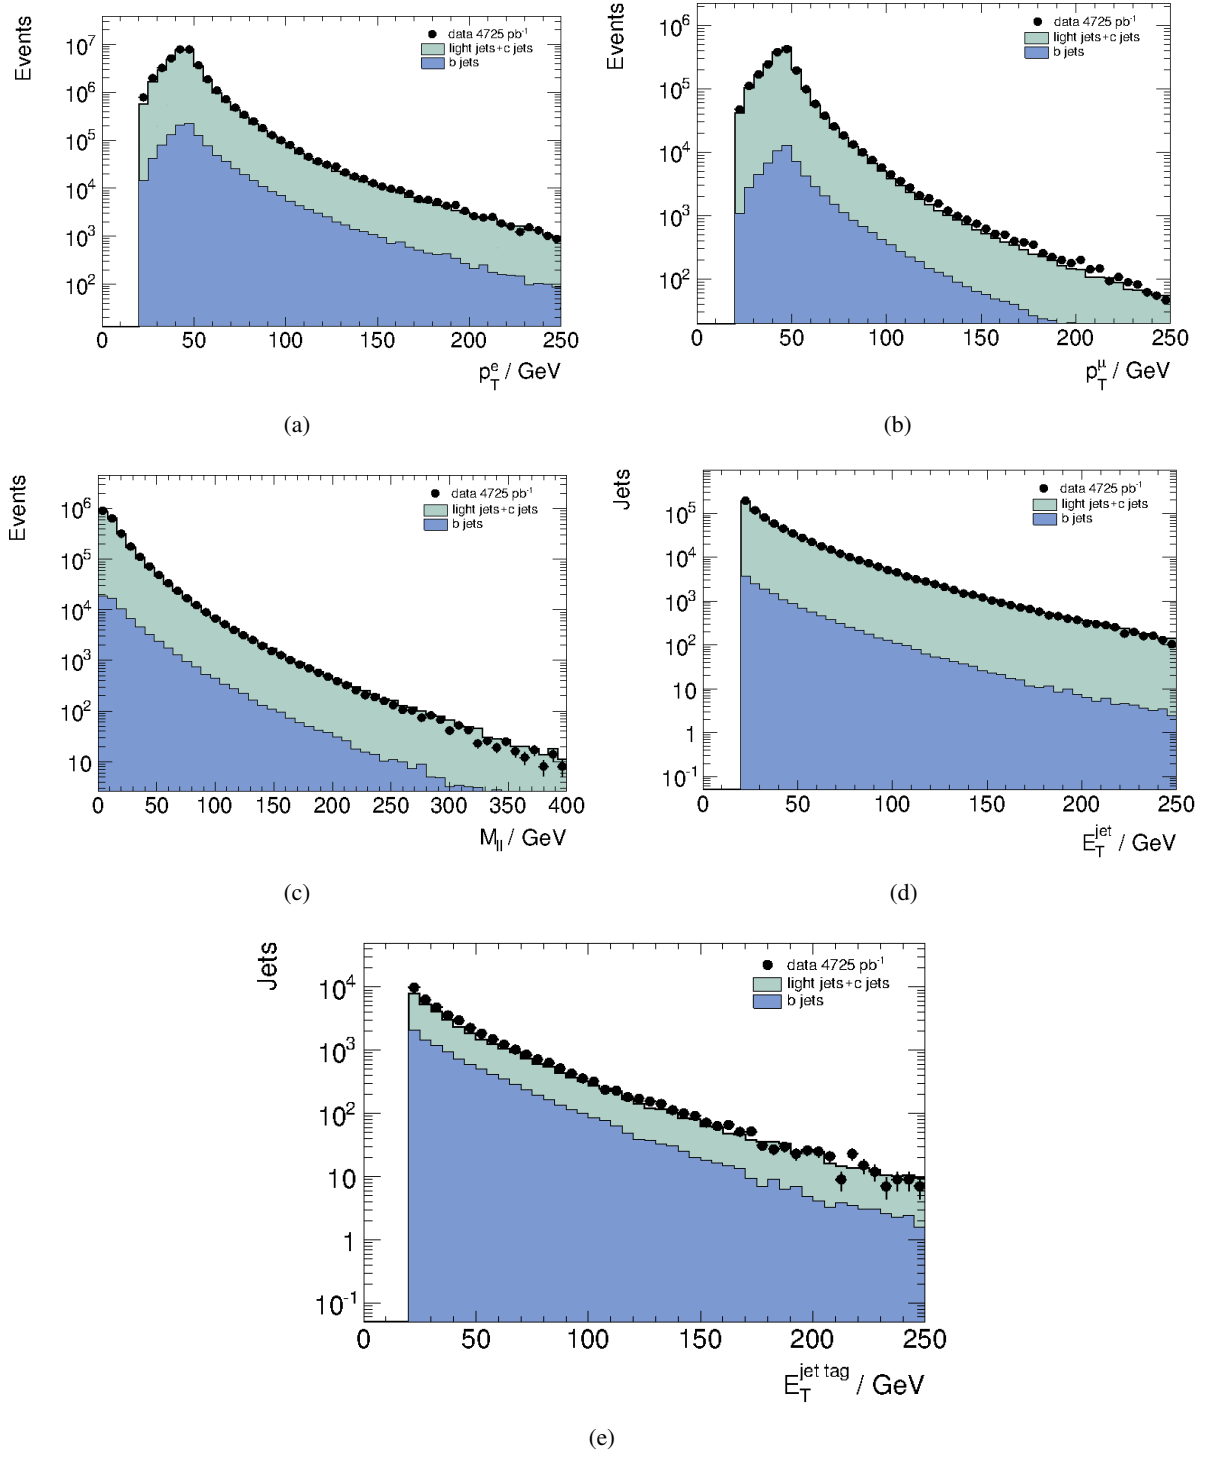 Events
10^7
10^6
10^5
10^4
10^3
10^2
data 4725 pb^-1
light jets+c jets
b jets
0 50 100 150 200 250
p_T^e / GeV
(a)
Events
10^6
10^5
10^4
10^3
10^2
data 4725 pb^-1
light jets+c jets
b jets
0 50 100 150 200 250
p_T^μ / GeV
(b)
Events
10^6
10^5
10^4
10^3
10^2
10
data 4725 pb^-1
light jets+c jets
b jets
0 50 100 150 200 250 300 350 400
M_ll / GeV
(c)
Jets
10^5
10^4
10^3
10^2
10
1
10^-1
data 4725 pb^-1
light jets+c jets
b jets
0 50 100 150 200 250
E_T^jet / GeV
(d)
Jets
10^4
10^3
10^2
10
1
10^-1
data 4725 pb^-1
light jets+c jets
b jets
0 50 100 150 200 250
E_T^jet tag / GeV
(e)